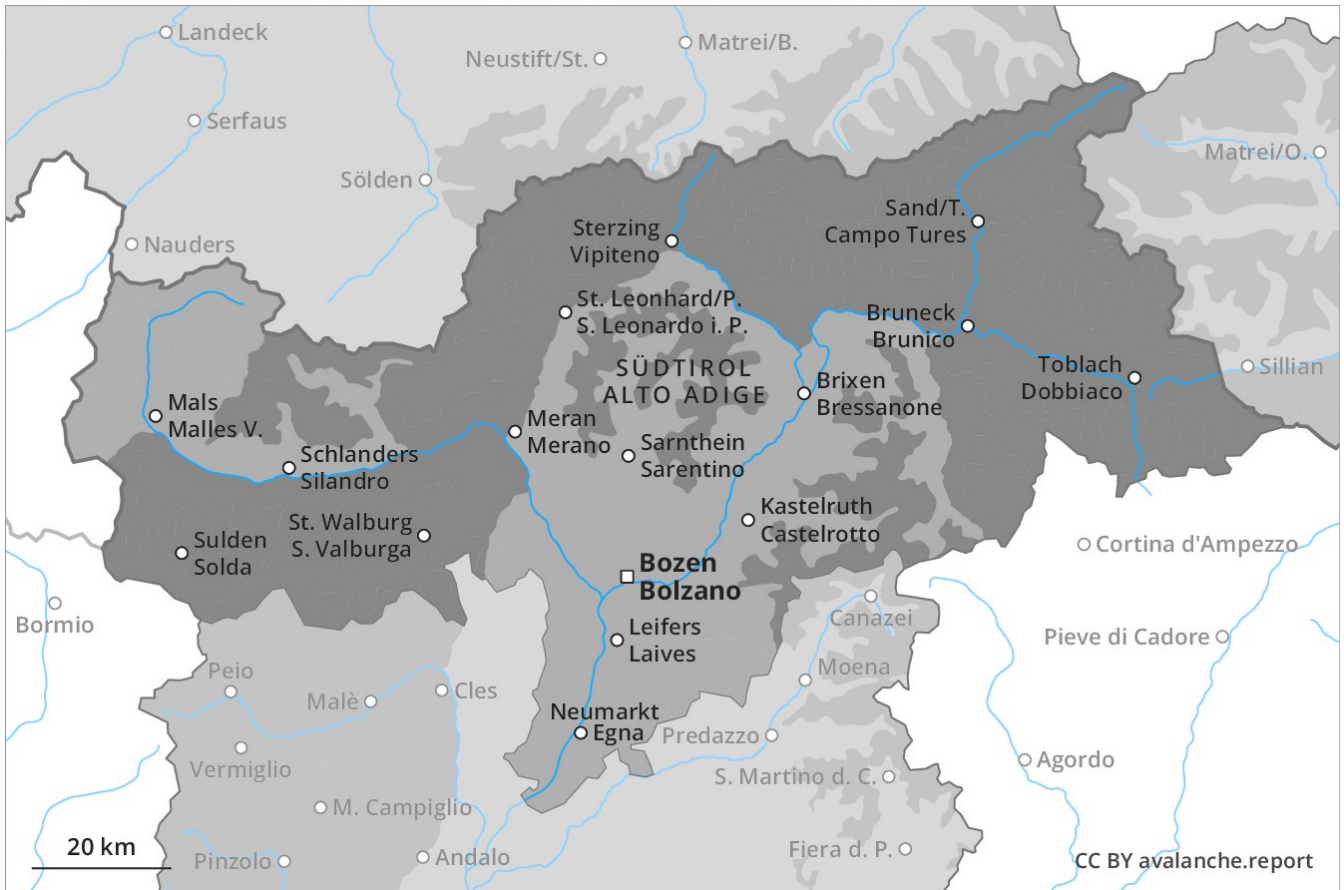 Landeck
Matrei/B.
Neustift/St.
Serfaus
Matrei/O.
Sölden
Sand/T.
Campo Tures
Sterzing
Vipiteno
Nauders
St. Leonhard/P.
S. Leonardo i. P.
Bruneck
Brunico
SÜDTIROL
ALTO ADIGE
Toblach
Dobbiaco
Sillian
Brixen
Bressanone
Mals
Malles V.
Meran
Merano
Sarnthein
Sarentino
Schlanders
Silandro
Kastelruth
Castelrotto
St. Walburg
S. Valburga
Sulden
Solda
Cortina d'Ampezzo
Bozen
Bolzano
Bormio
Canazei
Leifers
Laives
Pieve di Cadore
Peio
Moena
Malè
Cles
Neumarkt
Egna
Predazzo
Vermiglio
Agordo
S. Martino d. C.
M. Campiglio
20 km
Pinzolo
Andalo
Fiera d. P.
CC BY avalanche.report